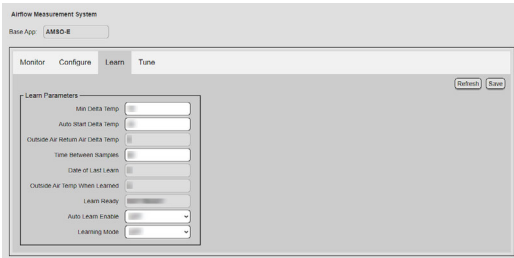 Airflow Measurement System
Base App: AMSO-E
Monitor Configure Learn Tune
Refresh Save
Learn Parameters
Min Delta Temp
Auto Start Delta Temp
Outside Air Return Air Delta Temp
Time Between Samples
Date of Last Learn
Outside Air Temp When Learned
Learn Ready
Auto Learn Enable
Learning Mode